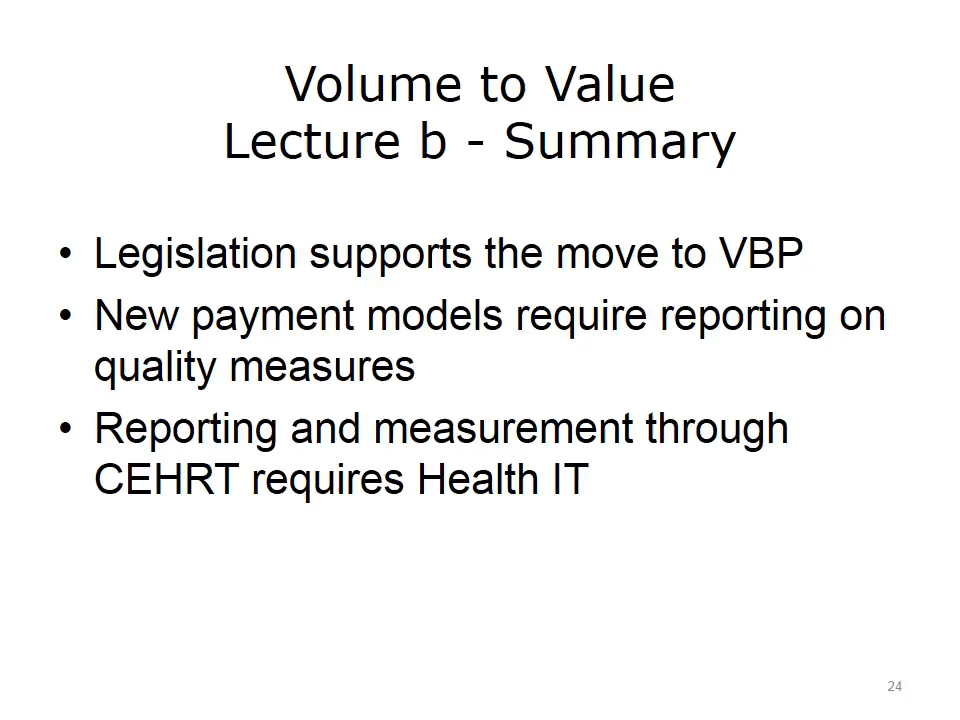 Volume to Value
Lecture b - Summary
• Legislation supports the move to VBP
• New payment models require reporting on
quality measures
• Reporting and measurement through
CEHRT requires Health IT
24